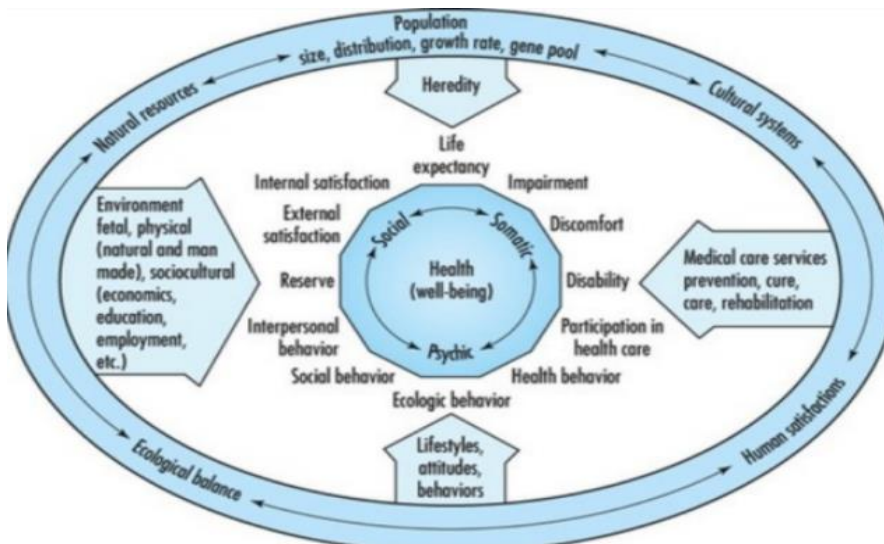 Population
size, distribution, growth rate, gene pool
Natural resources
Cultural systems
Heredity
Life
expectancy
Internal satisfaction
Impairment
External
satisfaction
Discomfort
Social
Somatic
Environment
fetal, physical
(natural and man
made), sociocultural
(economics,
education,
employment,
etc.)
Reserve
Health
(well-being)
Disability
Medical care services
prevention, cure,
care, rehabilitation
Interpersonal
behavior
Participation in
health care
Psychic
Social behavior
Health behavior
Ecologic behavior
Lifestyles,
attitudes,
behaviors
Ecological balance
Human satisfactions